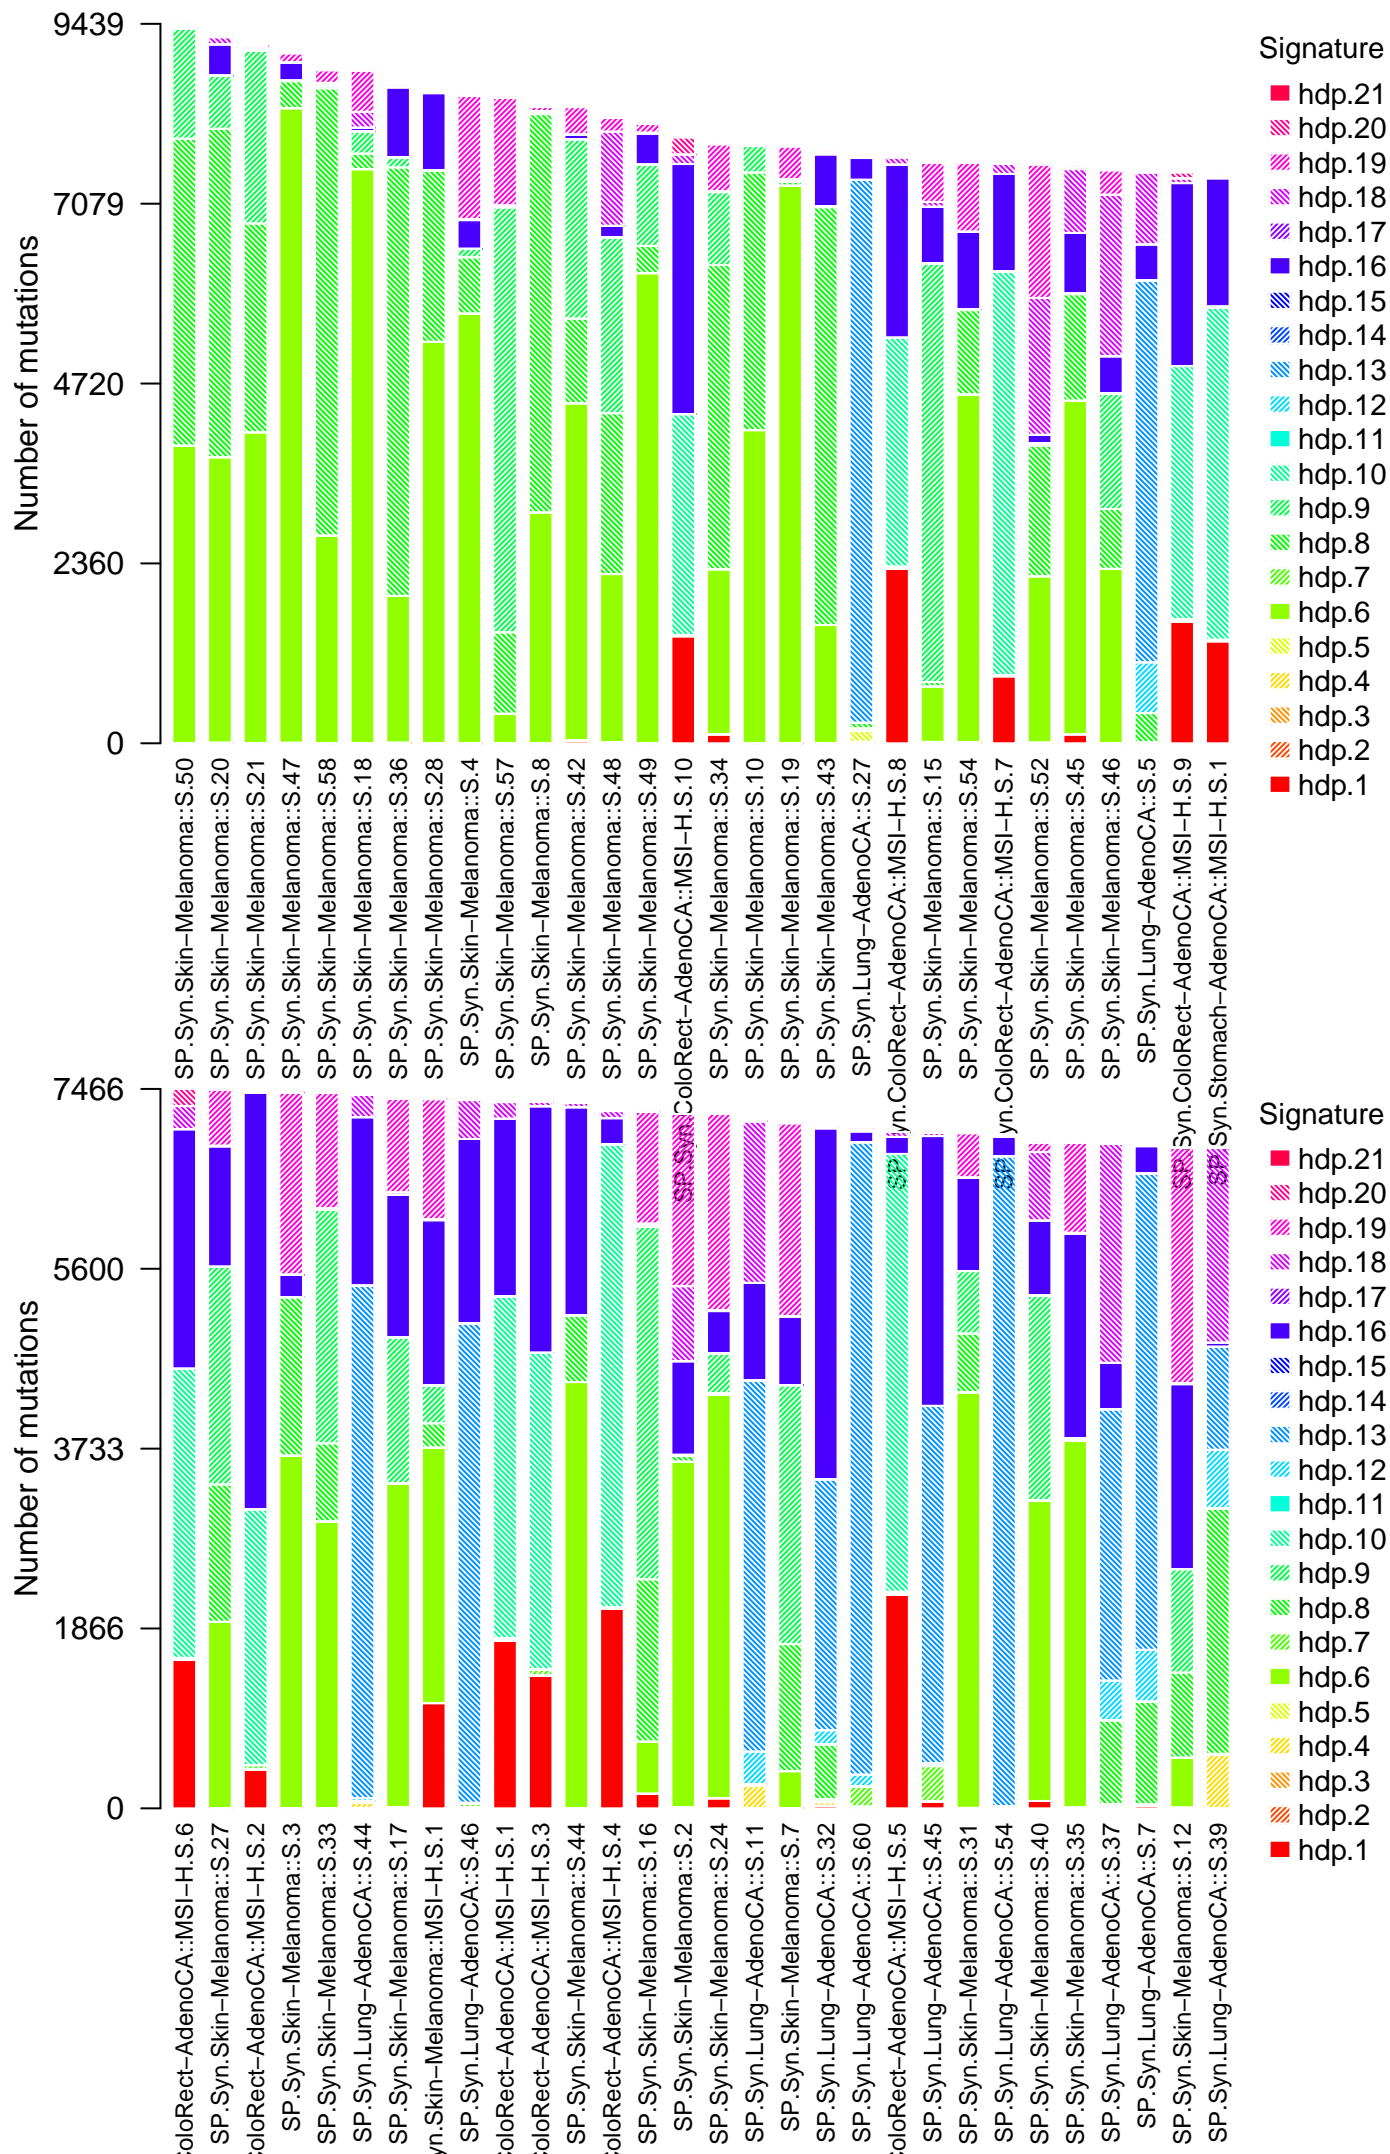 9439
7079
4720
2360
0
Number of mutations
Signature
hdp.21
hdp.20
hdp.19
hdp.18
hdp.17
hdp.16
hdp.15
hdp.14
hdp.13
hdp.12
hdp.11
hdp.10
hdp.9
hdp.8
hdp.7
hdp.6
hdp.5
hdp.4
hdp.3
hdp.2
hdp.1
SP.Syn.Skin−Melanoma::S.50
SP.Syn.Skin−Melanoma::S.20
SP.Syn.Skin−Melanoma::S.21
SP.Syn.Skin−Melanoma::S.47
SP.Syn.Skin−Melanoma::S.58
SP.Syn.Skin−Melanoma::S.18
SP.Syn.Skin−Melanoma::S.36
SP.Syn.Skin−Melanoma::S.28
SP.Syn.Skin−Melanoma::S.4
SP.Syn.Skin−Melanoma::S.57
SP.Syn.Skin−Melanoma::S.8
SP.Syn.Skin−Melanoma::S.42
SP.Syn.Skin−Melanoma::S.48
SP.Syn.Skin−Melanoma::S.49
SP.Syn.ColoRect−AdenoCA::MSI−H.S.10
SP.Syn.Skin−Melanoma::S.34
SP.Syn.Skin−Melanoma::S.10
SP.Syn.Skin−Melanoma::S.19
SP.Syn.Skin−Melanoma::S.43
SP.Syn.Lung−AdenoCA::S.27
SP.Syn.ColoRect−AdenoCA::MSI−H.S.8
SP.Syn.Skin−Melanoma::S.15
SP.Syn.Skin−Melanoma::S.54
SP.Syn.ColoRect−AdenoCA::MSI−H.S.7
SP.Syn.Skin−Melanoma::S.52
SP.Syn.Skin−Melanoma::S.45
SP.Syn.Skin−Melanoma::S.46
SP.Syn.Lung−AdenoCA::S.5
SP.Syn.ColoRect−AdenoCA::MSI−H.S.9
SP.Syn.Stomach−AdenoCA::MSI−H.S.1
7466
5600
3733
1866
0
Number of mutations
Signature
hdp.21
hdp.20
hdp.19
hdp.18
hdp.17
hdp.16
hdp.15
hdp.14
hdp.13
hdp.12
hdp.11
hdp.10
hdp.9
hdp.8
hdp.7
hdp.6
hdp.5
hdp.4
hdp.3
hdp.2
hdp.1
oloRect−AdenoCA::MSI−H.S.6
SP.Syn.Skin−Melanoma::S.27
oloRect−AdenoCA::MSI−H.S.2
SP.Syn.Skin−Melanoma::S.3
SP.Syn.Skin−Melanoma::S.33
SP.Syn.Lung−AdenoCA::S.44
SP.Syn.Skin−Melanoma::S.17
yn.Skin−Melanoma::MSI−H.S.1
SP.Syn.Lung−AdenoCA::S.46
oloRect−AdenoCA::MSI−H.S.1
oloRect−AdenoCA::MSI−H.S.3
SP.Syn.Skin−Melanoma::S.44
oloRect−AdenoCA::MSI−H.S.4
SP.Syn.Skin−Melanoma::S.16
SP.Syn.Skin−Melanoma::S.2
SP.Syn.Skin−Melanoma::S.24
SP.Syn.Lung−AdenoCA::S.11
SP.Syn.Skin−Melanoma::S.7
SP.Syn.Lung−AdenoCA::S.32
SP.Syn.Lung−AdenoCA::S.60
oloRect−AdenoCA::MSI−H.S.5
SP.Syn.Lung−AdenoCA::S.45
SP.Syn.Skin−Melanoma::S.31
SP.Syn.Lung−AdenoCA::S.54
SP.Syn.Skin−Melanoma::S.40
SP.Syn.Skin−Melanoma::S.35
SP.Syn.Lung−AdenoCA::S.37
SP.Syn.Lung−AdenoCA::S.7
SP.Syn.Skin−Melanoma::S.12
SP.Syn.Lung−AdenoCA::S.39